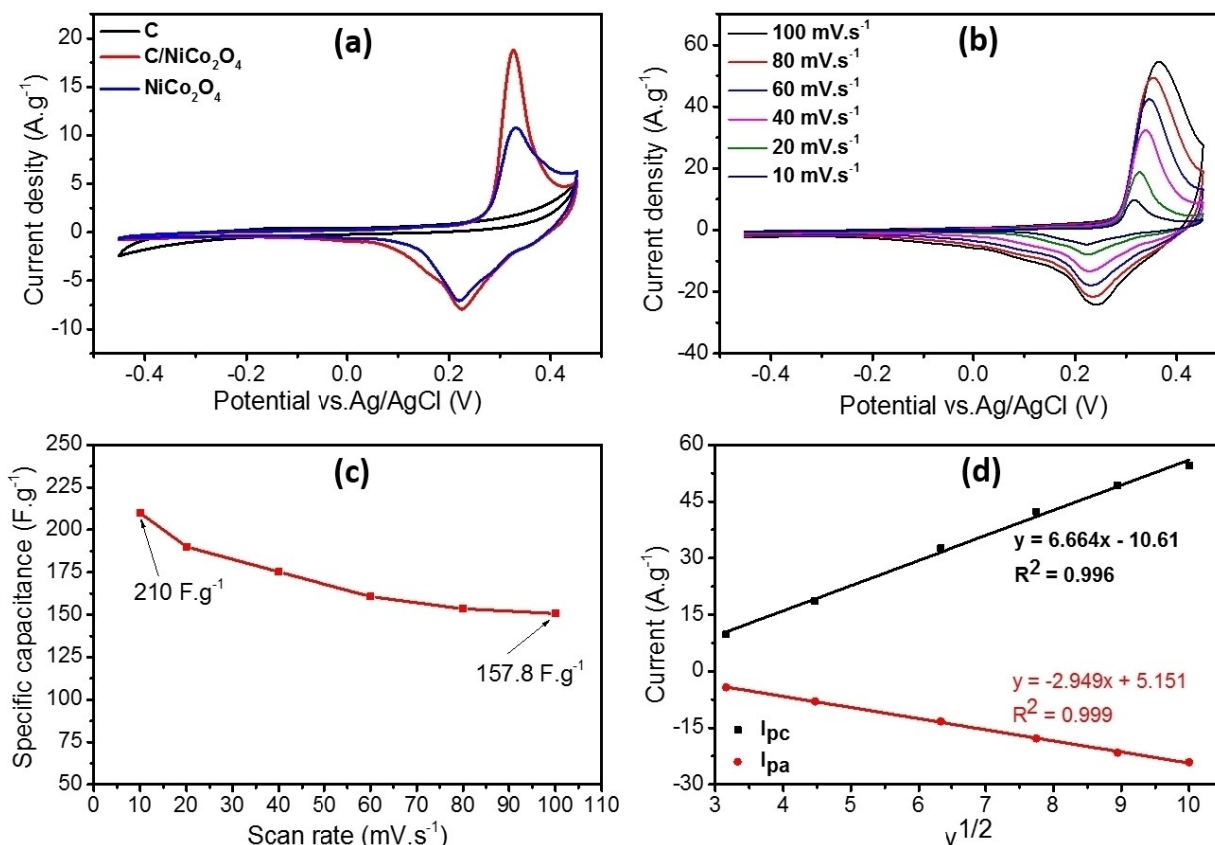 (a)
C
C/NiCo₂O₄
NiCo₂O₄
Current desity (A.g⁻¹)
20
15
10
5
0
-5
-10
-0.4 -0.2 0.0 0.2 0.4
Potential vs.Ag/AgCl (V)
(b)
100 mV.s⁻¹
80 mV.s⁻¹
60 mV.s⁻¹
40 mV.s⁻¹
20 mV.s⁻¹
10 mV.s⁻¹
Current density (A.g⁻¹)
60
40
20
0
-20
-40
-0.4 -0.2 0.0 0.2 0.4
Potential vs.Ag/AgCl (V)
(c)
Specific capacitance (F.g⁻¹)
250
225
200
175
150
125
100
75
50
210 F.g⁻¹
157.8 F.g⁻¹
0 10 20 30 40 50 60 70 80 90 100 110
Scan rate (mV.s⁻¹)
(d)
Current (A.g⁻¹)
60
45
30
15
0
-15
-30
y = 6.664x - 10.61
R² = 0.996
y = -2.949x + 5.151
R² = 0.999
Ipc
Ipa
3 4 5 6 7 8 9 10
v¹/²